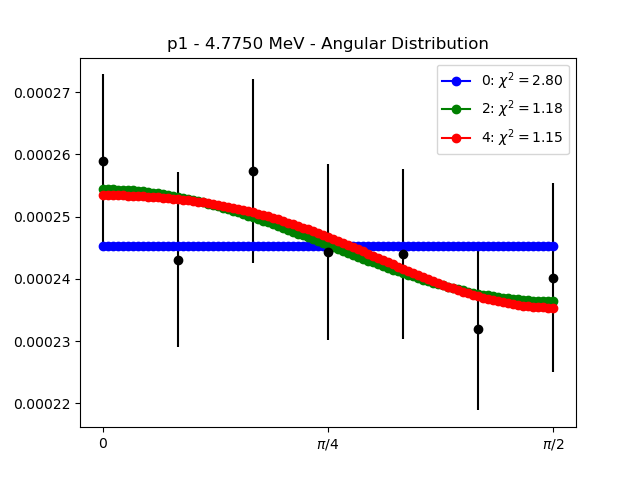 p1 - 4.7750 MeV - Angular Distribution
0.00027
0.00026
0.00025
0.00024
0.00023
0.00022
0: χ² = 2.80
2: χ² = 1.18
4: χ² = 1.15
0
π/4
π/2